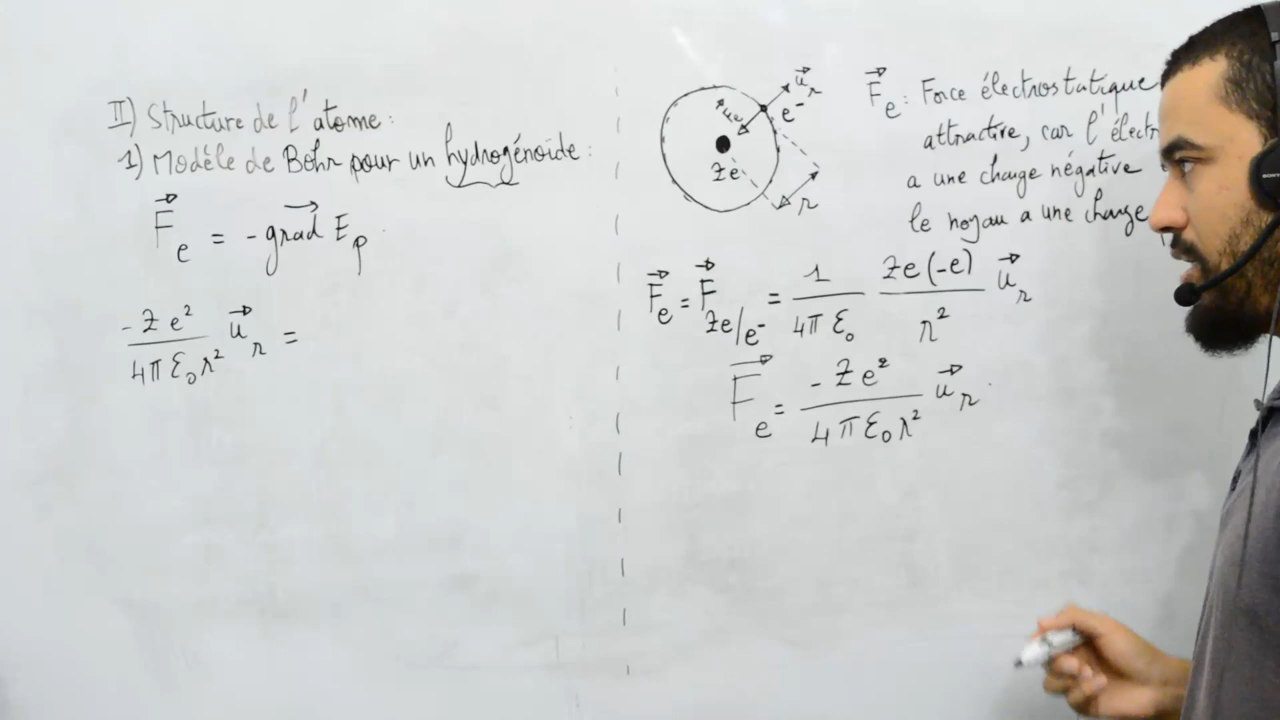 II) Structure de l'atome:
1) Modèle de Bohr pour un hydrogénoïde:
F⃗e = - grad⃗ Ep
-Ze²/4πε₀r² u⃗r =
u⃗r
F⃗e
e⁻
Ze
r
F⃗e: Force électrostatique
attractive, car l'électr
a une charge négative
le noyau a une charge
F⃗e = F⃗Ze/e⁻ = 1/4πε₀ Ze(-e)/r² u⃗r
F⃗e = -Ze²/4πε₀r² u⃗r
SONY